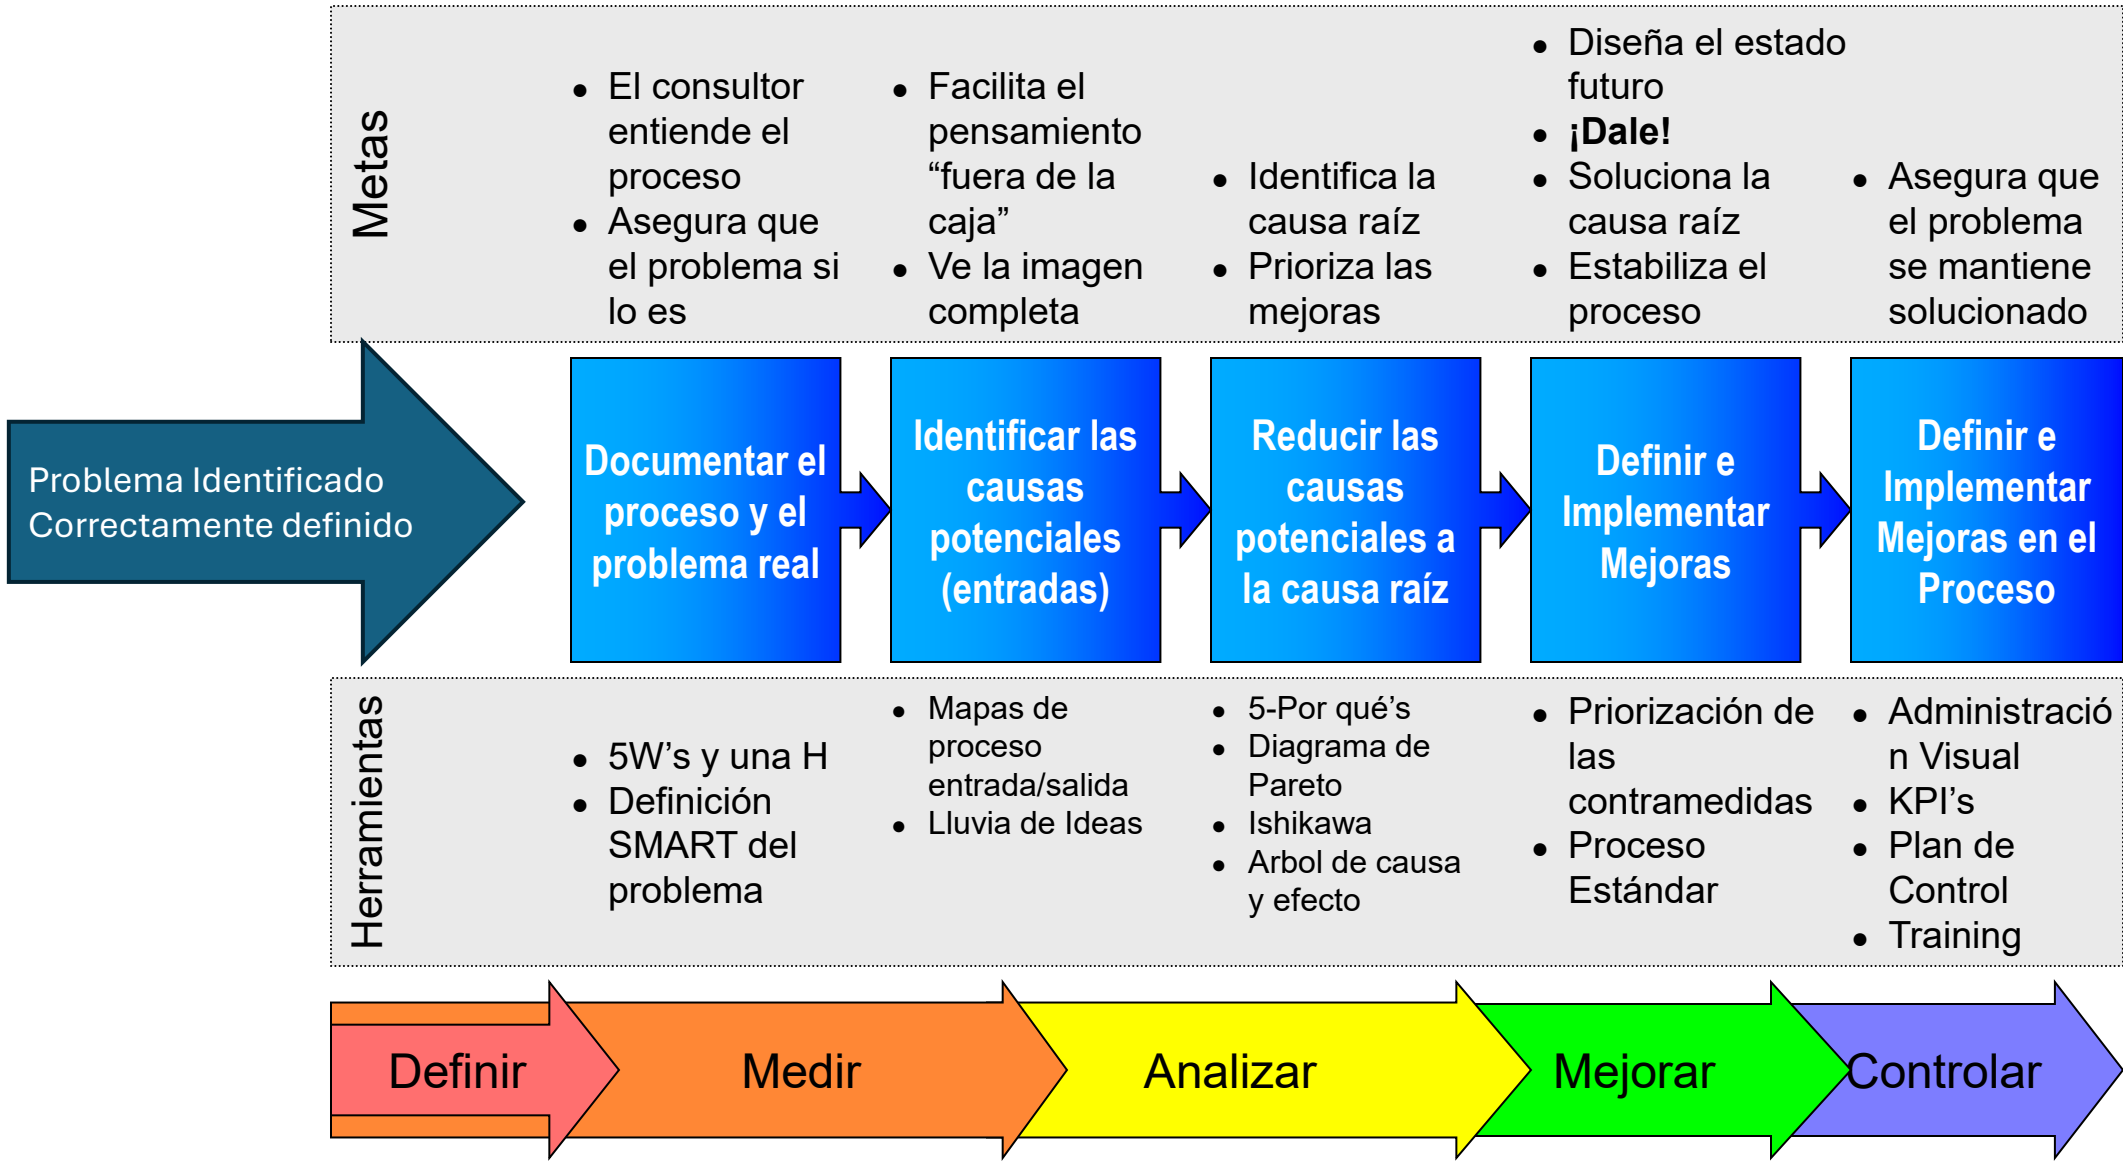 Metas
El consultor
entiende el
proceso
Asegura que
el problema si
lo es
Facilita el
pensamiento
“fuera de la
caja”
Ve la imagen
completa
Identifica la
causa raíz
Prioriza las
mejoras
Diseña el estado
futuro
¡Dale!
Soluciona la
causa raíz
Estabiliza el
proceso
Asegura que
el problema
se mantiene
solucionado
Problema Identificado
Correctamente definido
Documentar el
proceso y el
problema real
Identificar las
causas
potenciales
(entradas)
Reducir las
causas
potenciales a
la causa raíz
Definir e
Implementar
Mejoras
Definir e
Implementar
Mejoras en el
Proceso
Herramientas
5W’s y una H
Definición
SMART del
problema
Mapas de
proceso
entrada/salida
Lluvia de Ideas
5-Por qué’s
Diagrama de
Pareto
Ishikawa
Arbol de causa
y efecto
Priorización de
las
contramedidas
Proceso
Estándar
Administració
n Visual
KPI’s
Plan de
Control
Training
Definir
Medir
Analizar
Mejorar
Controlar